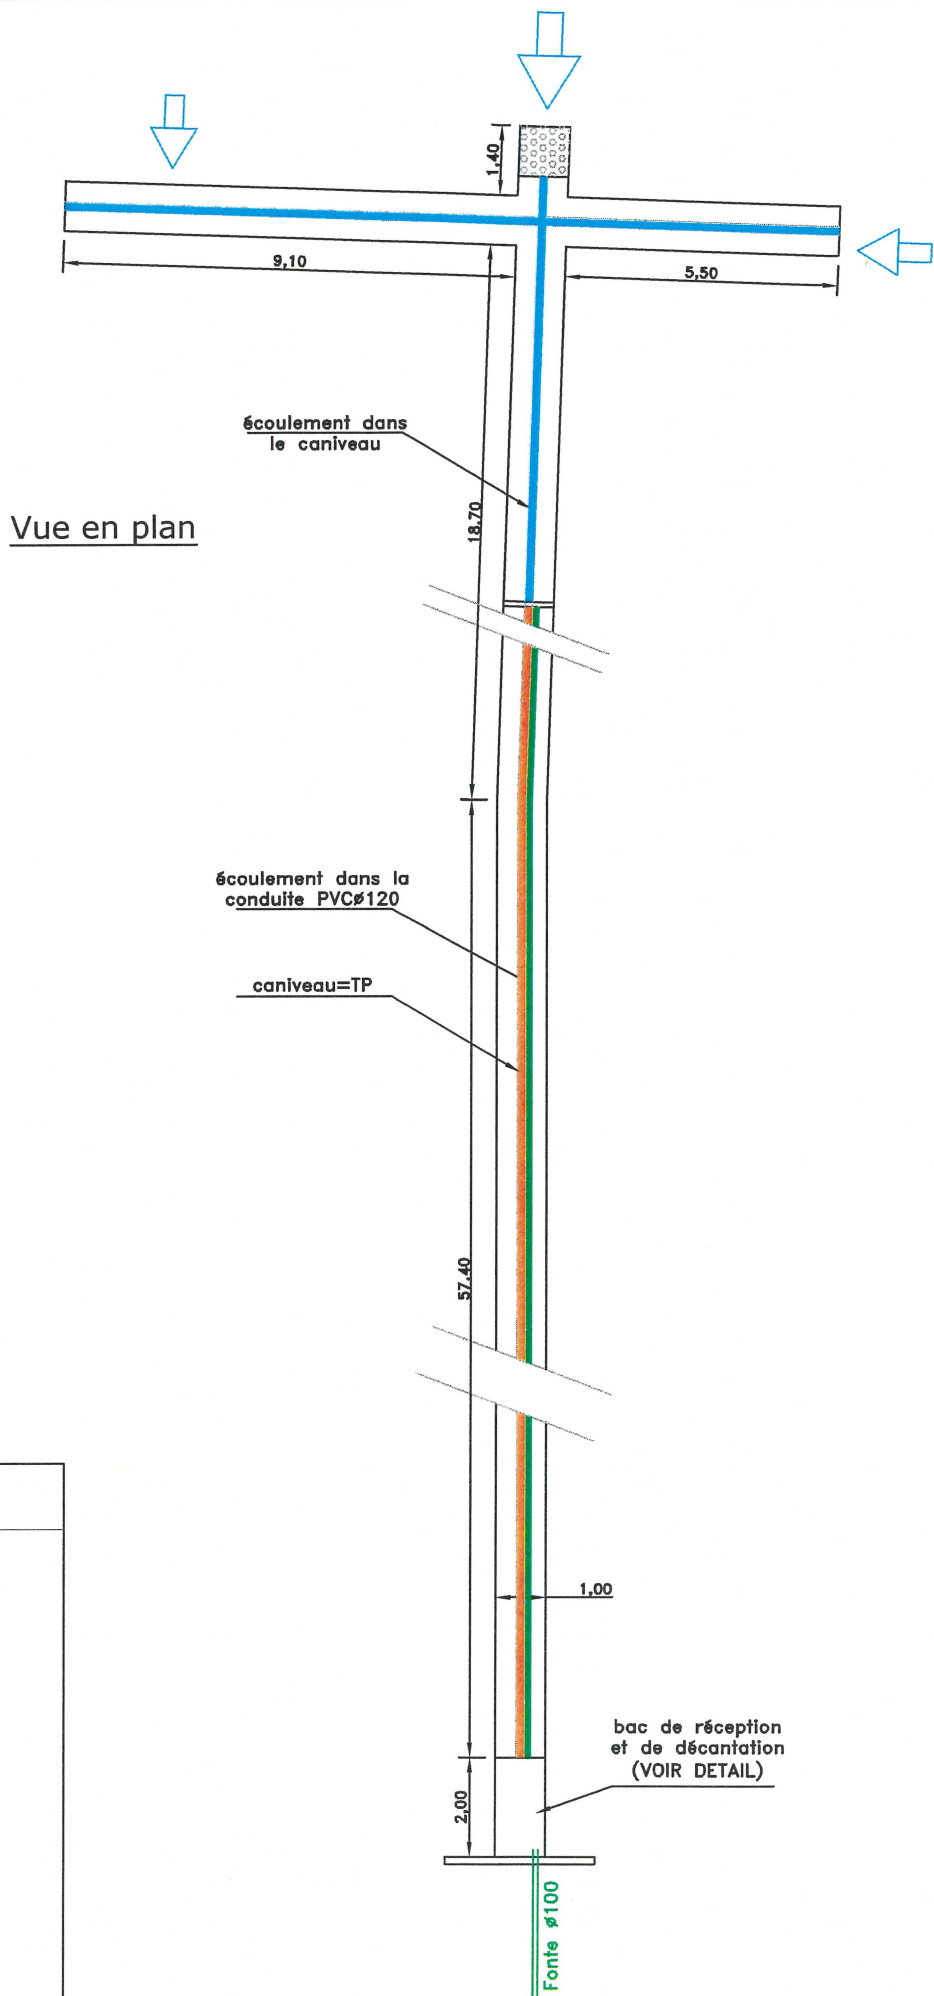 1,40
9,10
5,50
écoulement dans
le caniveau
18.70
Vue en plan
écoulement dans la
conduite PVCø120
caniveau=TP
57.40
1,00
bac de réception
et de décantation
(VOIR DETAIL)
2,00
Fonte ø100